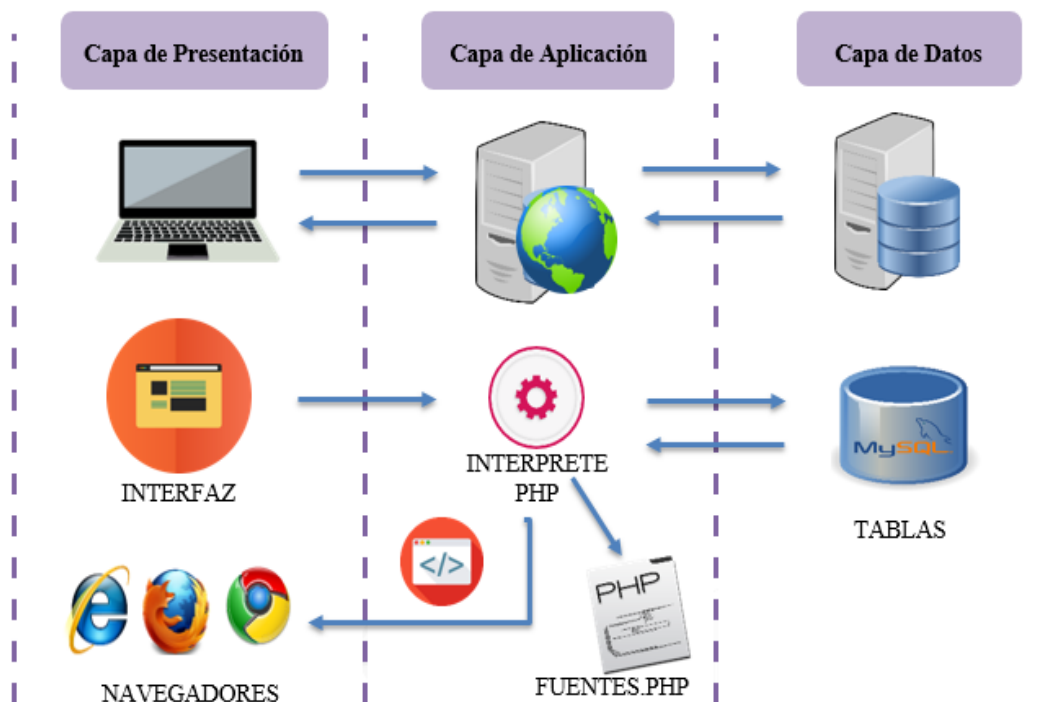 Capa de Presentación
Capa de Aplicación
Capa de Datos
INTERFAZ
INTERPRETE
PHP
MySQL
TABLAS
</>
PHP
NAVEGADORES
FUENTES.PHP